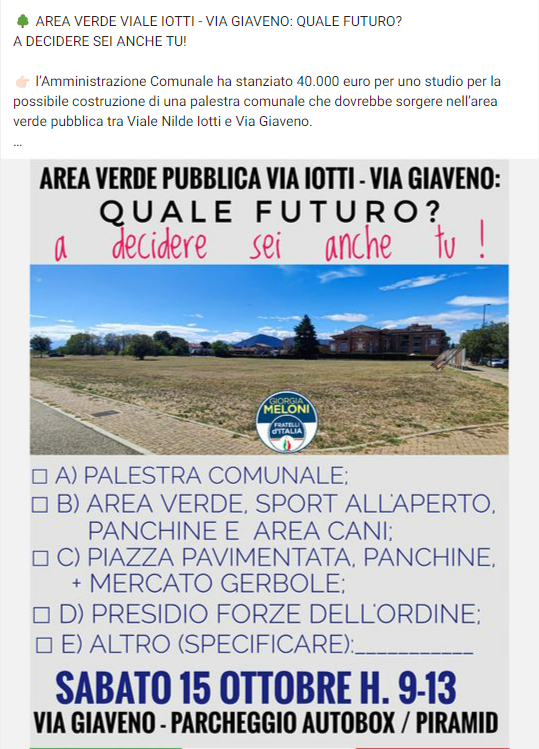 🌳 AREA VERDE VIALE IOTTI - VIA GIAVENO: QUALE FUTURO?
A DECIDERE SEI ANCHE TU!
👉🏻 l'Amministrazione Comunale ha stanziato 40.000 euro per uno studio per la
possibile costruzione di una palestra comunale che dovrebbe sorgere nell'area
verde pubblica tra Viale Nilde Iotti e Via Giaveno.
...
AREA VERDE PUBBLICA VIA IOTTI - VIA GIAVENO:
QUALE FUTURO?
a decidere sei anche tu !
GIORGIA
MELONI
FRATELLI
d'ITALIA
☐ A) PALESTRA COMUNALE;
☐ B) AREA VERDE, SPORT ALL'APERTO,
PANCHINE E AREA CANI;
☐ C) PIAZZA PAVIMENTATA, PANCHINE,
+ MERCATO GERBOLE;
☐ D) PRESIDIO FORZE DELL'ORDINE;
☐ E) ALTRO (SPECIFICARE):___________
SABATO 15 OTTOBRE H. 9-13
VIA GIAVENO - PARCHEGGIO AUTOBOX / PIRAMID